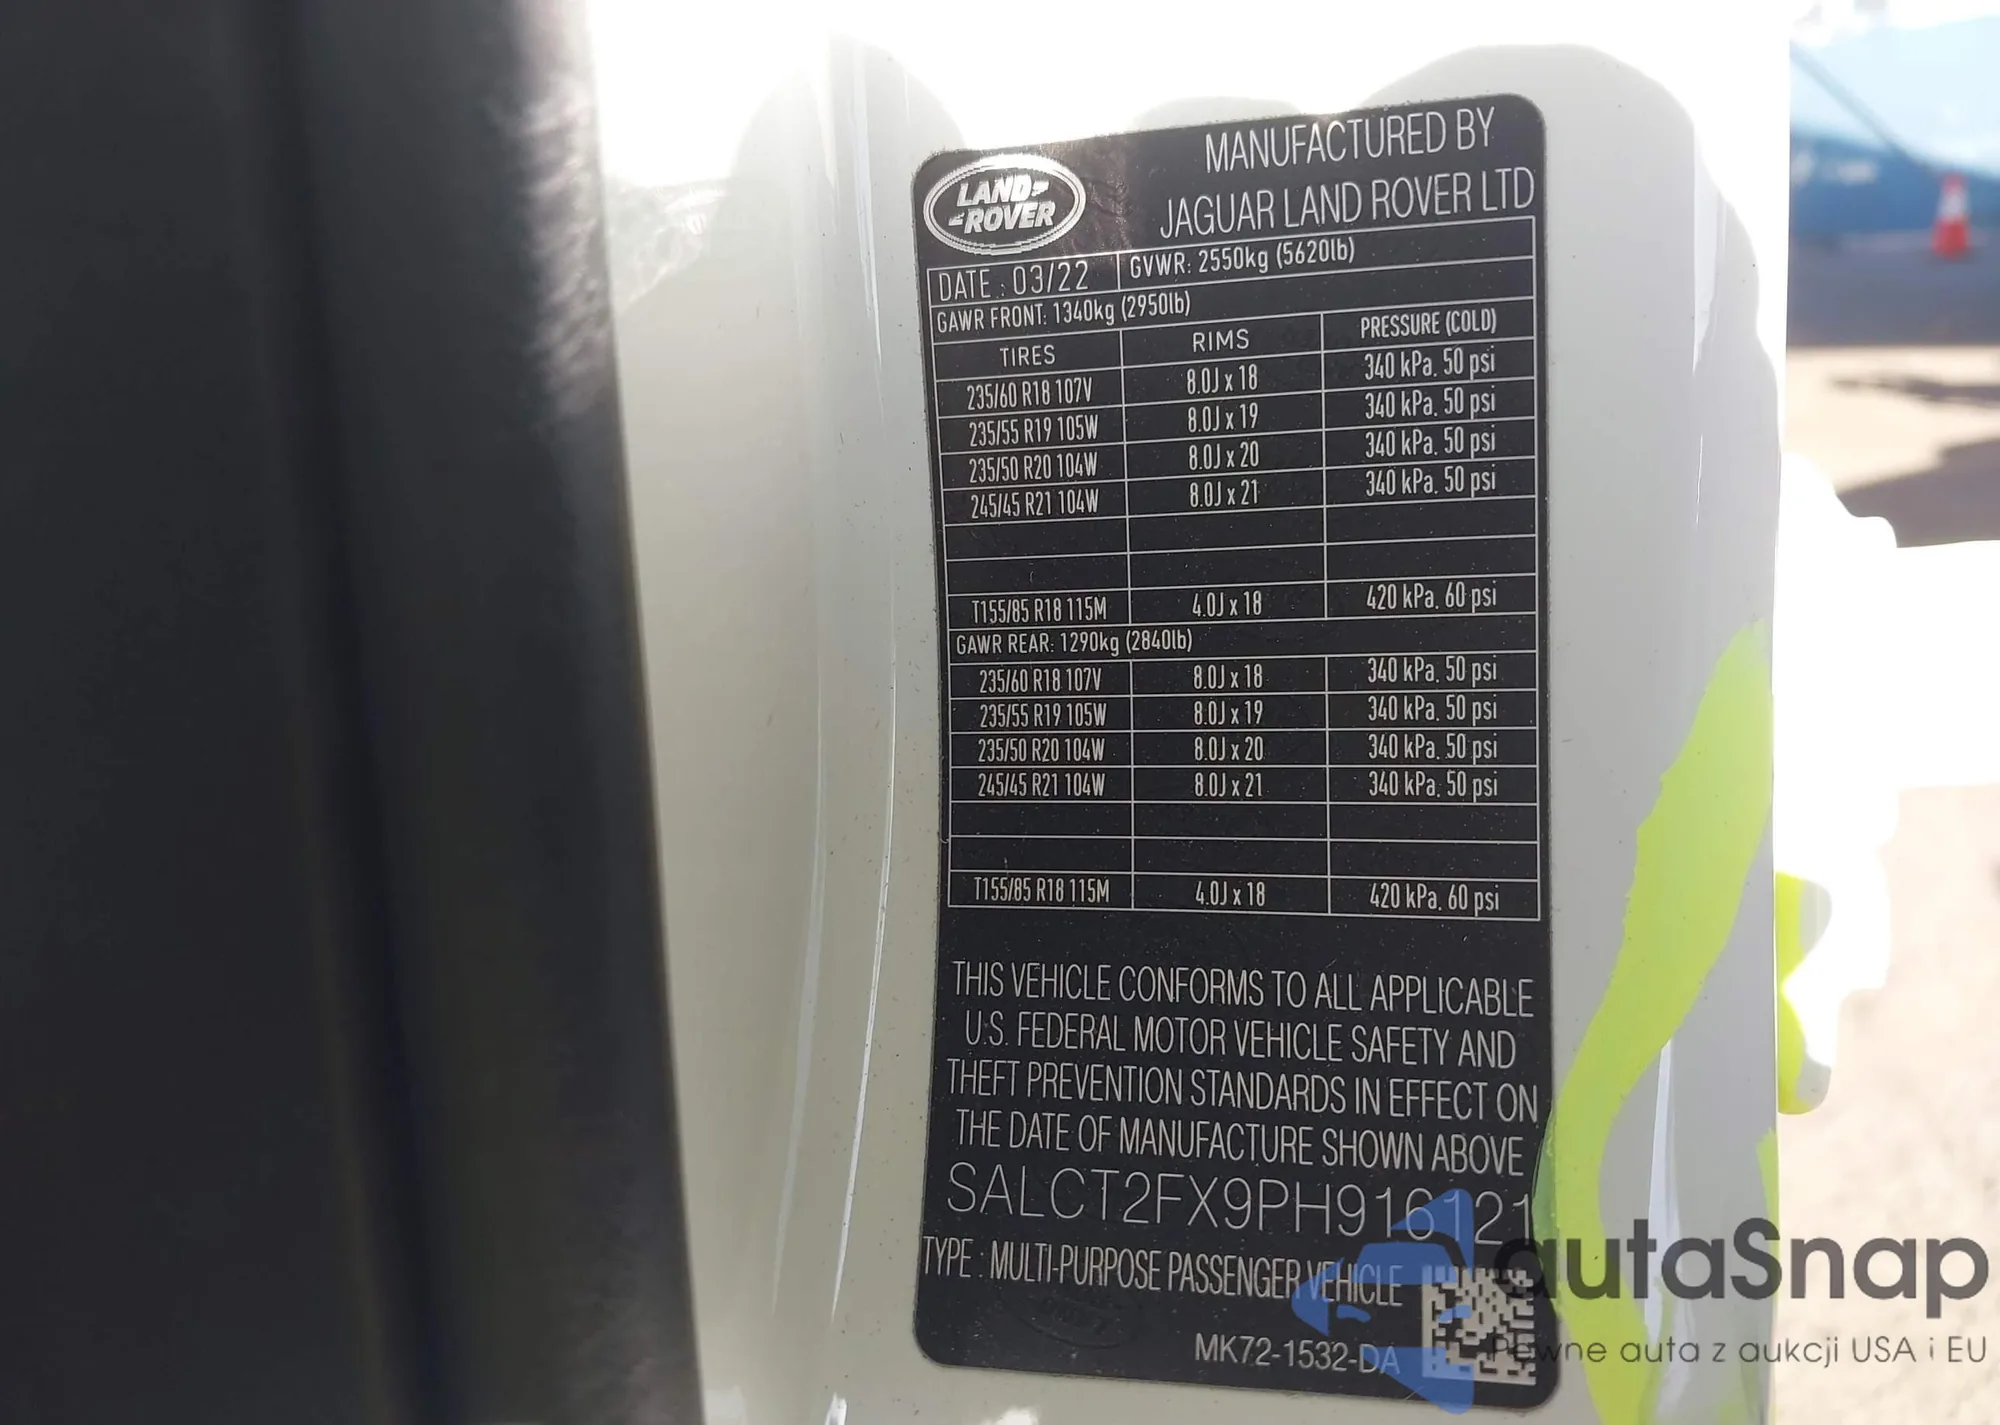 LAND
ROVER
MANUFACTURED BY
JAGUAR LAND ROVER LTD
DATE : 03/22 GVWR: 2550kg (5620lb)
GAWR FRONT: 1340kg (2950lb)
TIRES RIMS PRESSURE (COLD)
235/60 R18 107V 8.0J x 18 340 kPa. 50 psi
235/55 R19 105W 8.0J x 19 340 kPa. 50 psi
235/50 R20 104W 8.0J x 20 340 kPa. 50 psi
245/45 R21 104W 8.0J x 21 340 kPa. 50 psi
T155/85 R18 115M 4.0J x 18 420 kPa. 60 psi
GAWR REAR: 1290kg (2840lb)
235/60 R18 107V 8.0J x 18 340 kPa. 50 psi
235/55 R19 105W 8.0J x 19 340 kPa. 50 psi
235/50 R20 104W 8.0J x 20 340 kPa. 50 psi
245/45 R21 104W 8.0J x 21 340 kPa. 50 psi
T155/85 R18 115M 4.0J x 18 420 kPa. 60 psi
THIS VEHICLE CONFORMS TO ALL APPLICABLE
U.S. FEDERAL MOTOR VEHICLE SAFETY AND
THEFT PREVENTION STANDARDS IN EFFECT ON
THE DATE OF MANUFACTURE SHOWN ABOVE
SALCT2FX9PH916121
TYPE : MULTI-PURPOSE PASSENGER VEHICLE
MK72-1532-DA
autaSnap
Pewne auta z aukcji USA i EU